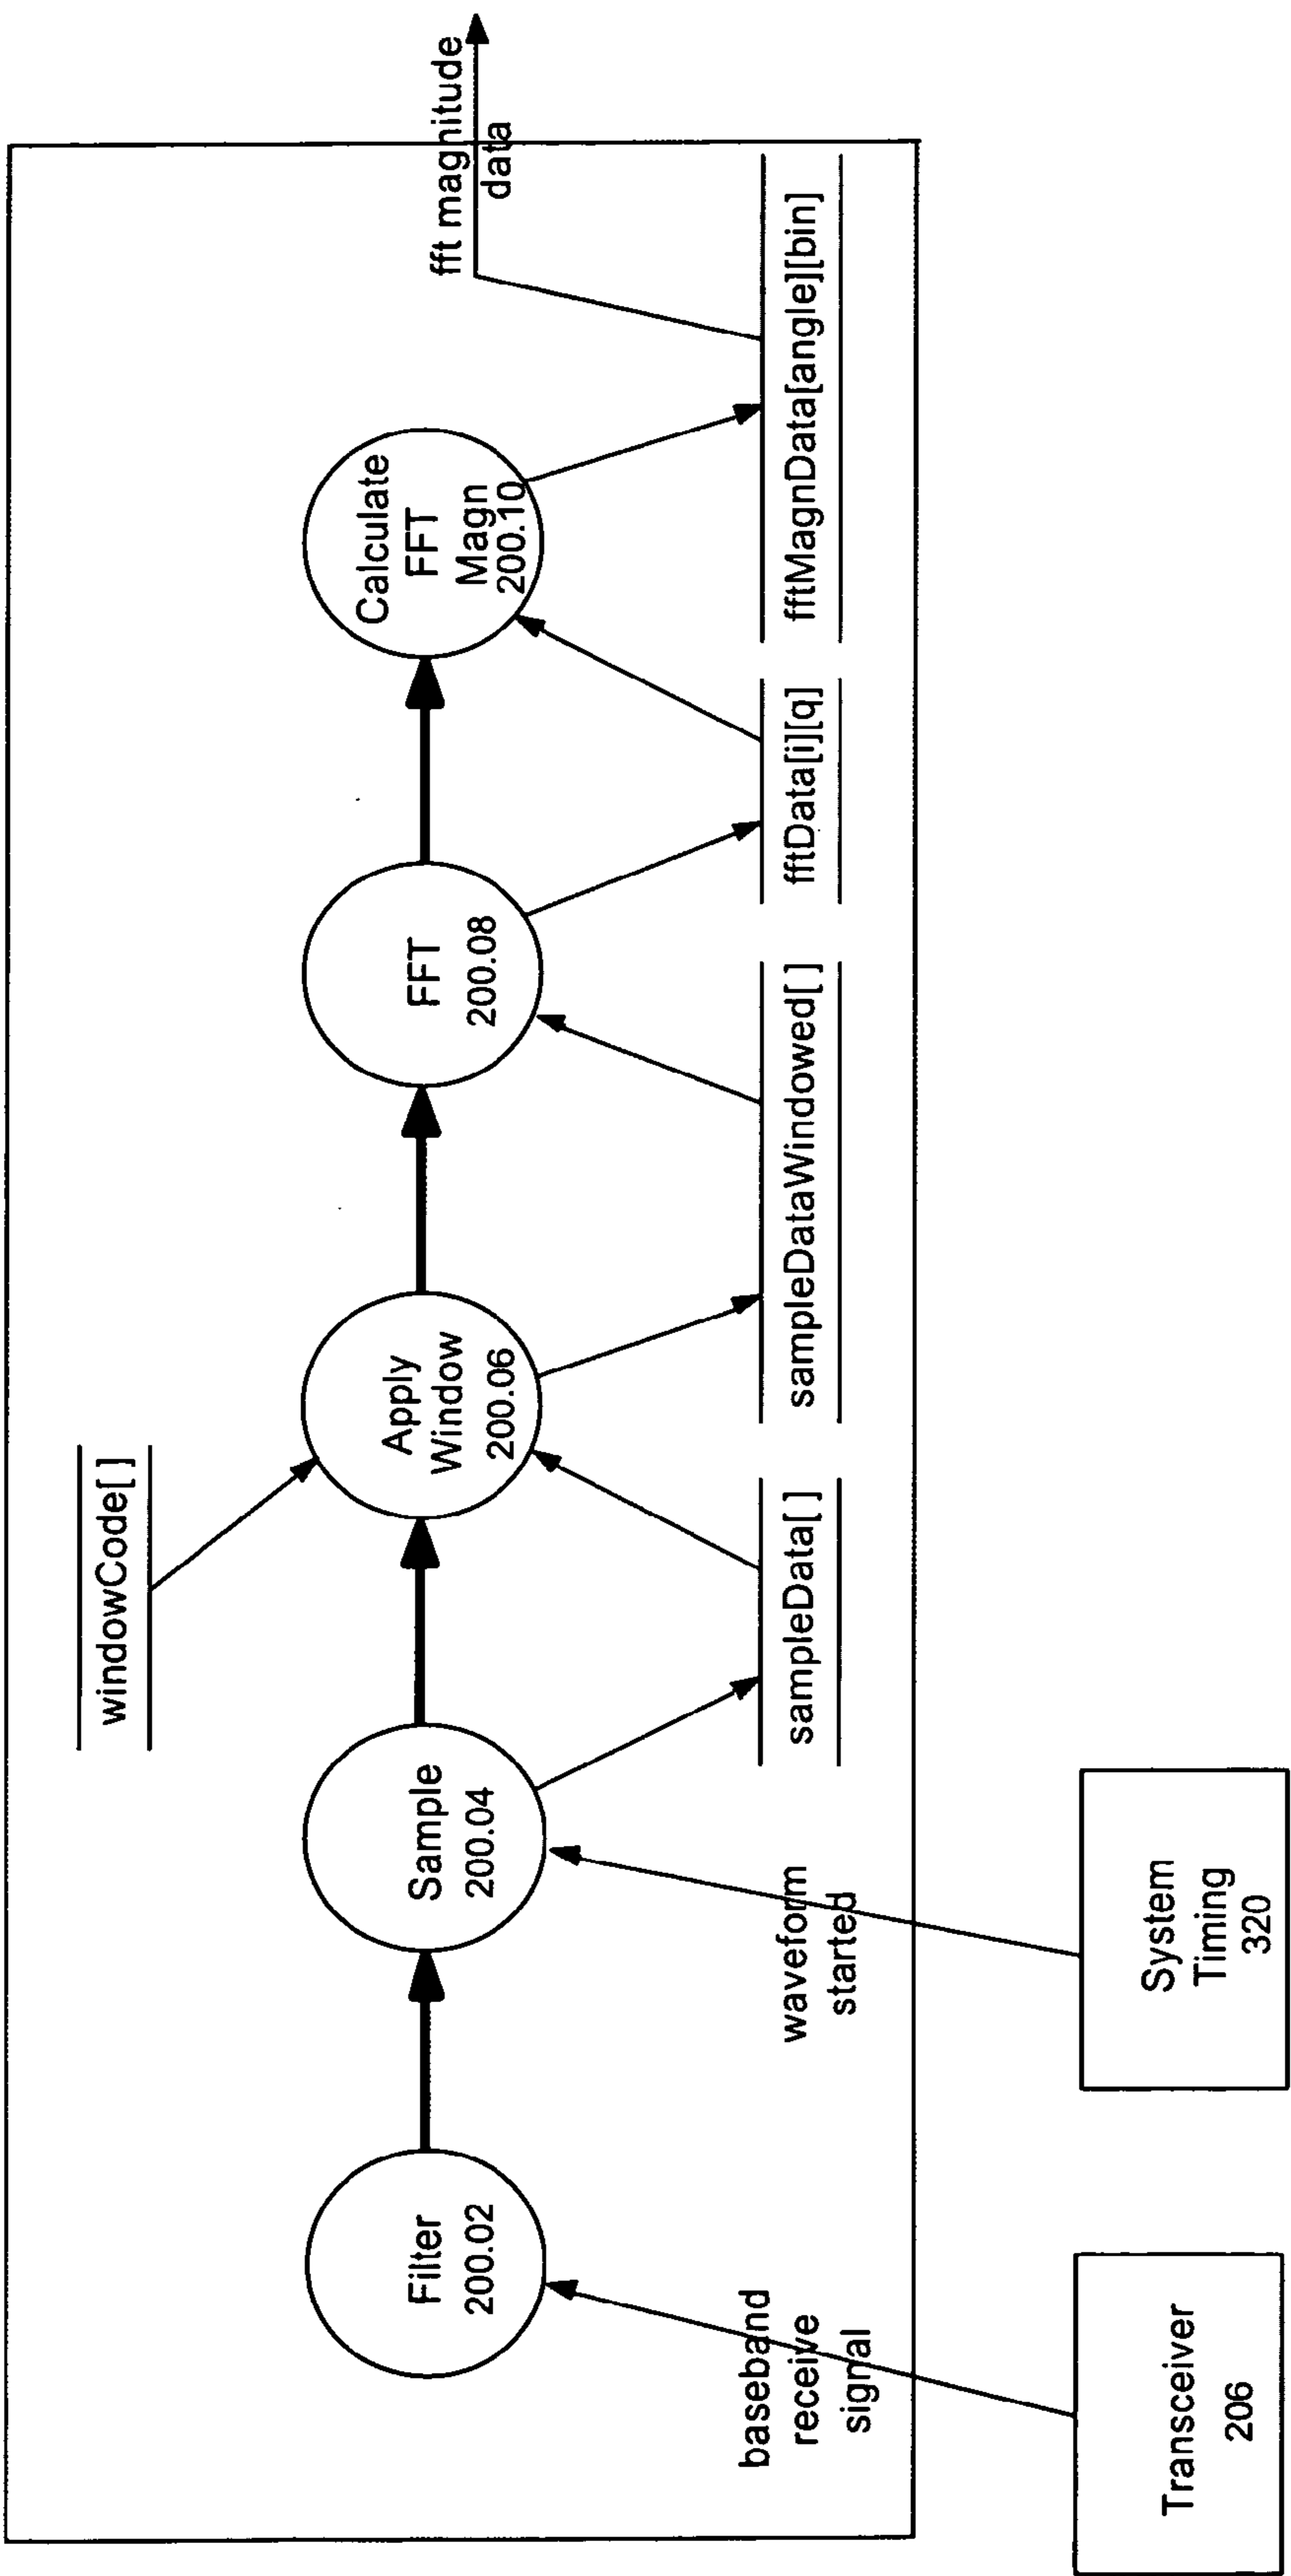 windowCode[ ]
fft magnitude
data
Filter
200.02
Sample
200.04
Apply
Window
200.06
FFT
200.08
Calculate
FFT
Magn
200.10
baseband
receive
signal
waveform
started
sampleData[ ]
sampleDataWindowed[ ]
fftData[i][q]
fftMagnData[angle][bin]
Transceiver
206
System
Timing
320